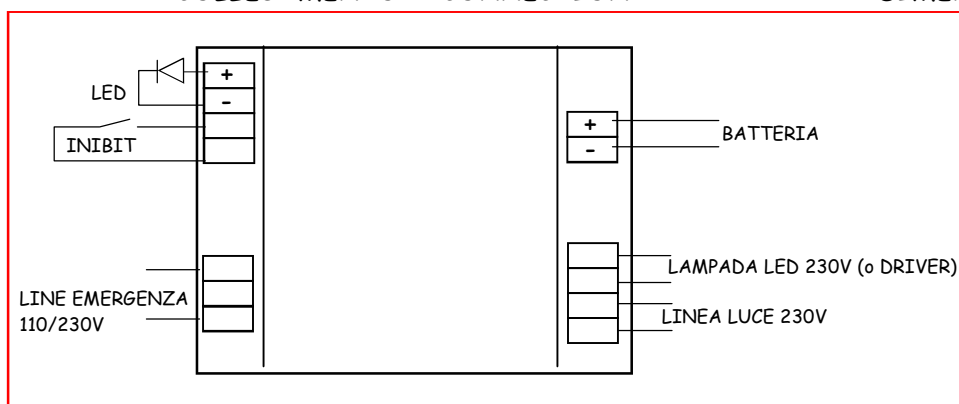 +
LED
-
INIBIT
+
BATTERIA
-
LAMPADA LED 230V (o DRIVER)
LINE EMERGENZA
110/230V
LINEA LUCE 230V